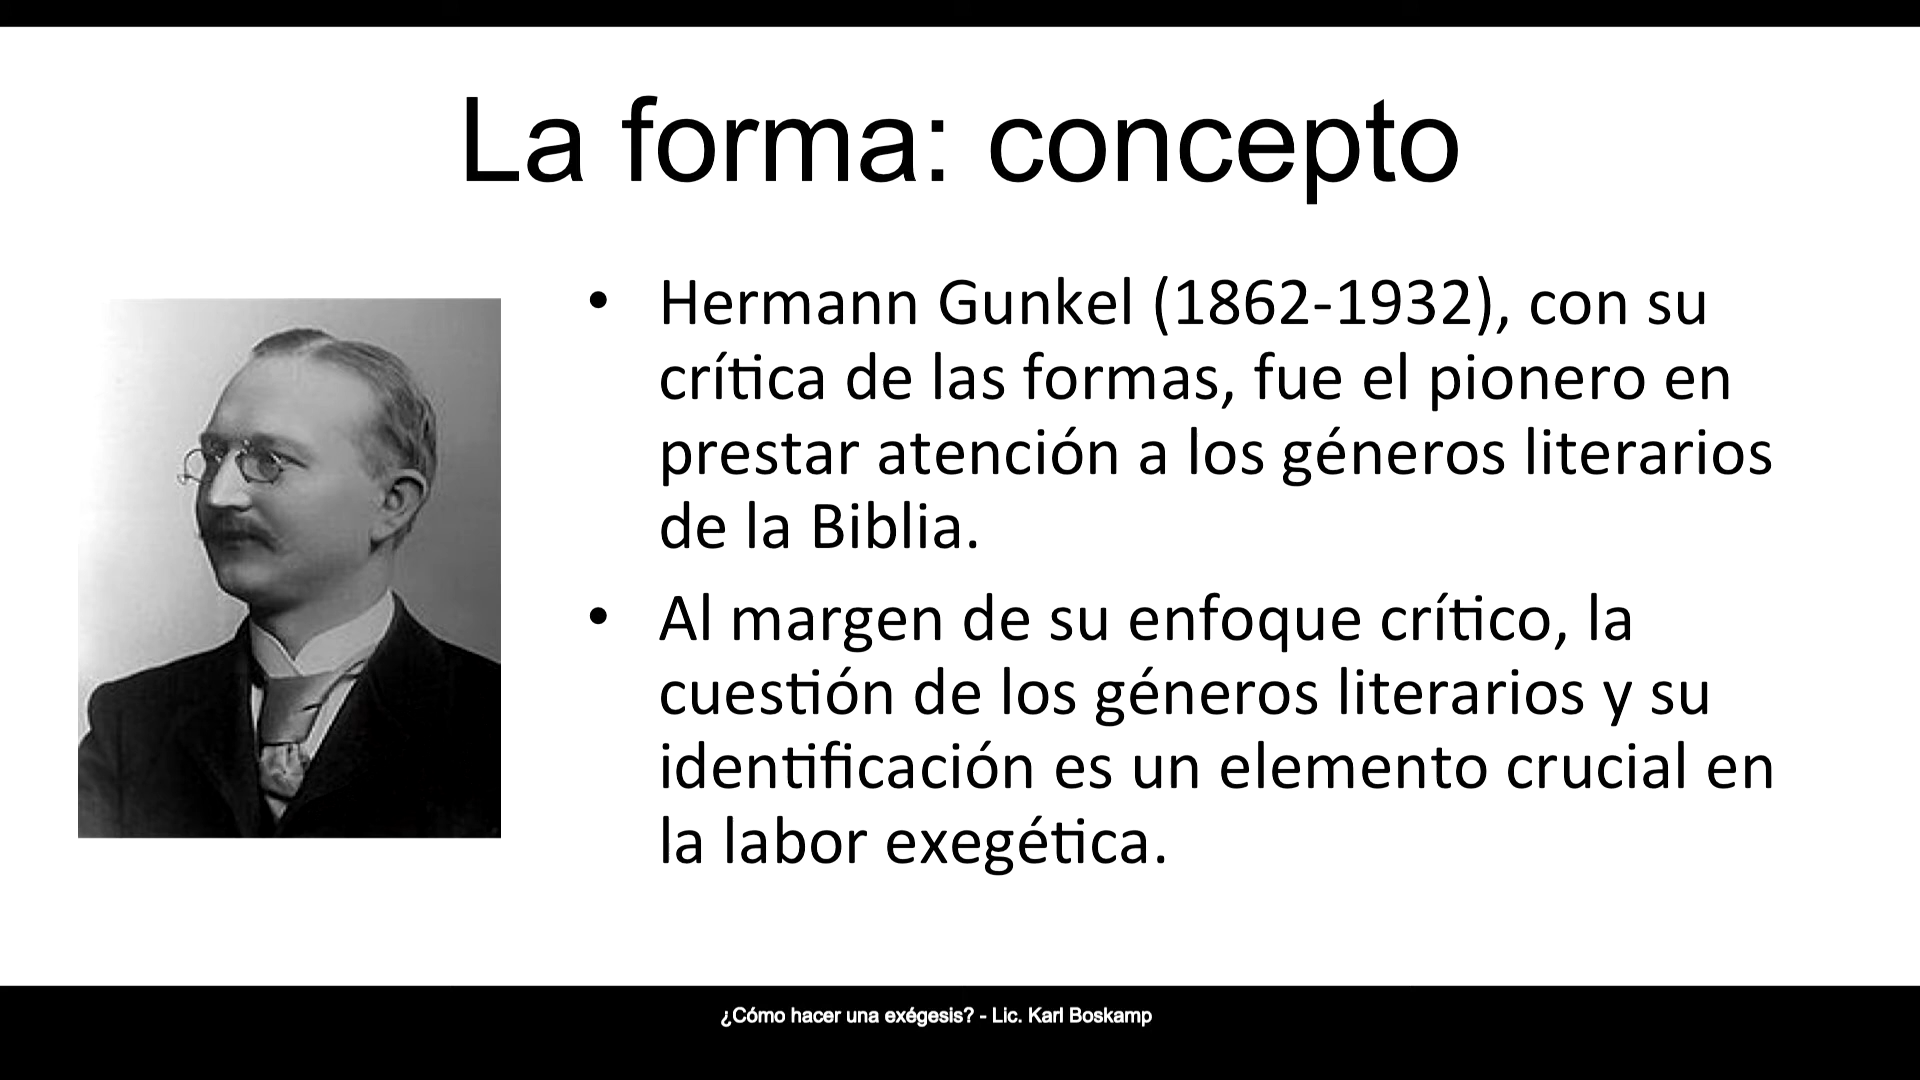 La forma: concepto
• Hermann Gunkel (1862-1932), con su
crítica de las formas, fue el pionero en
prestar atención a los géneros literarios
de la Biblia.
• Al margen de su enfoque crítico, la
cuestión de los géneros literarios y su
identificación es un elemento crucial en
la labor exegética.
¿Cómo hacer una exégesis? - Lic. Karl Boskamp